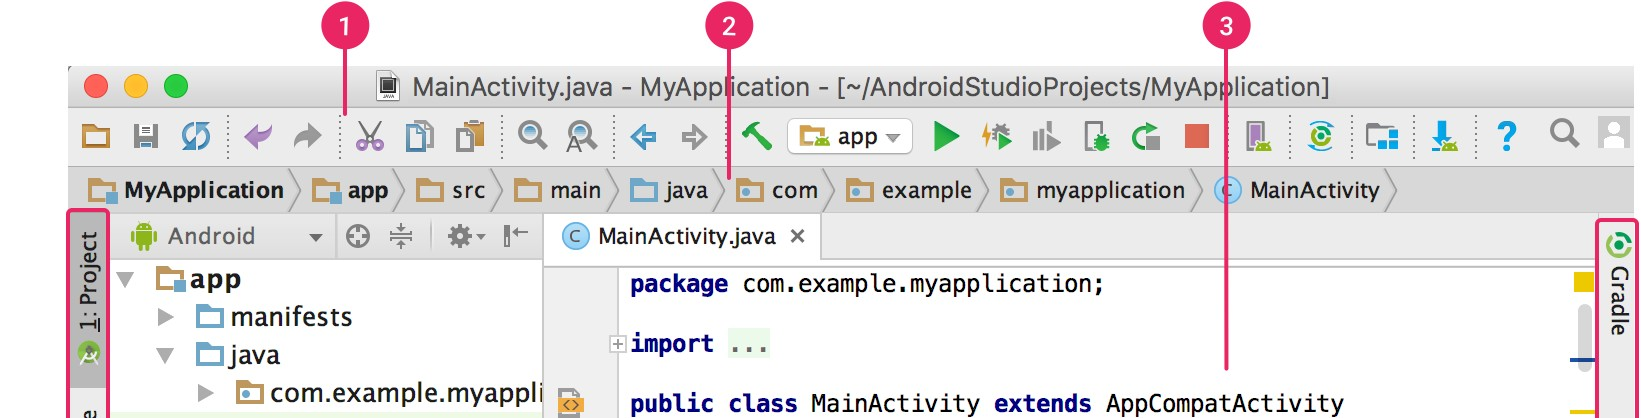 1 2 3
MainActivity.java - MyApplication - [~/AndroidStudioProjects/MyApplication]
app
MyApplication app src main java com example myapplication C MainActivity
1: Project
Android
C MainActivity.java
app
manifests
java
com.example.myappli
package com.example.myapplication;
import ...
public class MainActivity extends AppCompatActivity
Gradle